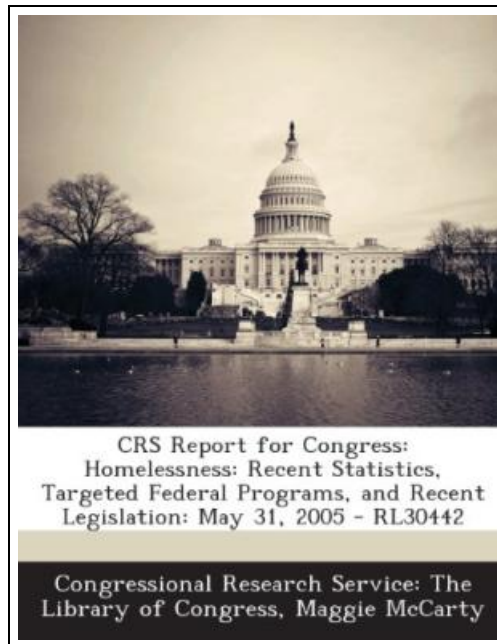 CRS Report for Congress:
Homelessness: Recent Statistics,
Targeted Federal Programs, and Recent
Legislation: May 31, 2005 - RL30442
Congressional Research Service: The
Library of Congress, Maggie McCarty